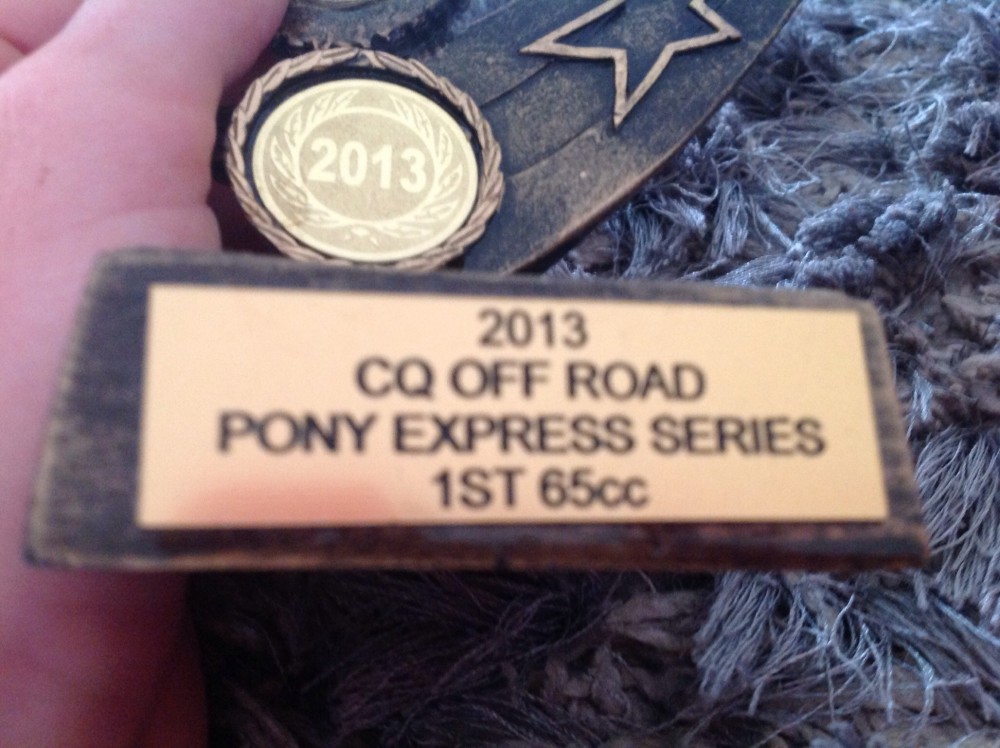 2013
2013
CQ OFF ROAD
PONY EXPRESS SERIES
1ST 65cc